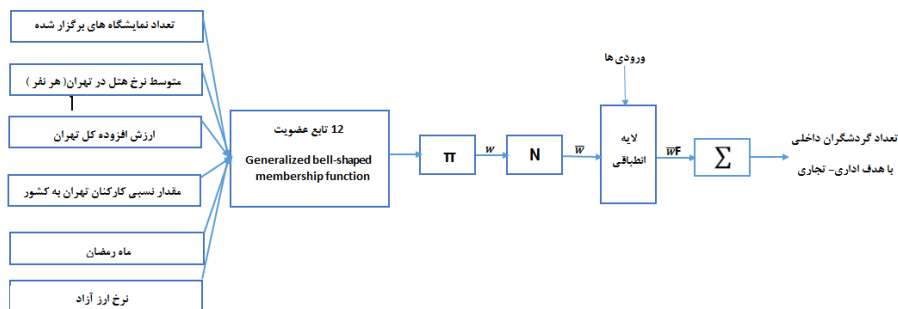 تعداد نمایشگاه های برگزار شده
متوسط نرخ هتل در تهران( هر نفر )
ارزش افزوده کل تهران
مقدار نسبی کارکنان تهران به کشور
ماه رمضان
نرخ ارز آزاد
12 تابع عضویت
Generalized bell-shaped
membership function
π
w
N
w̅
ورودی ها
لایه
انطباقی
w̅F
Σ
تعداد گردشگران داخلی
با هدف اداری- تجاری